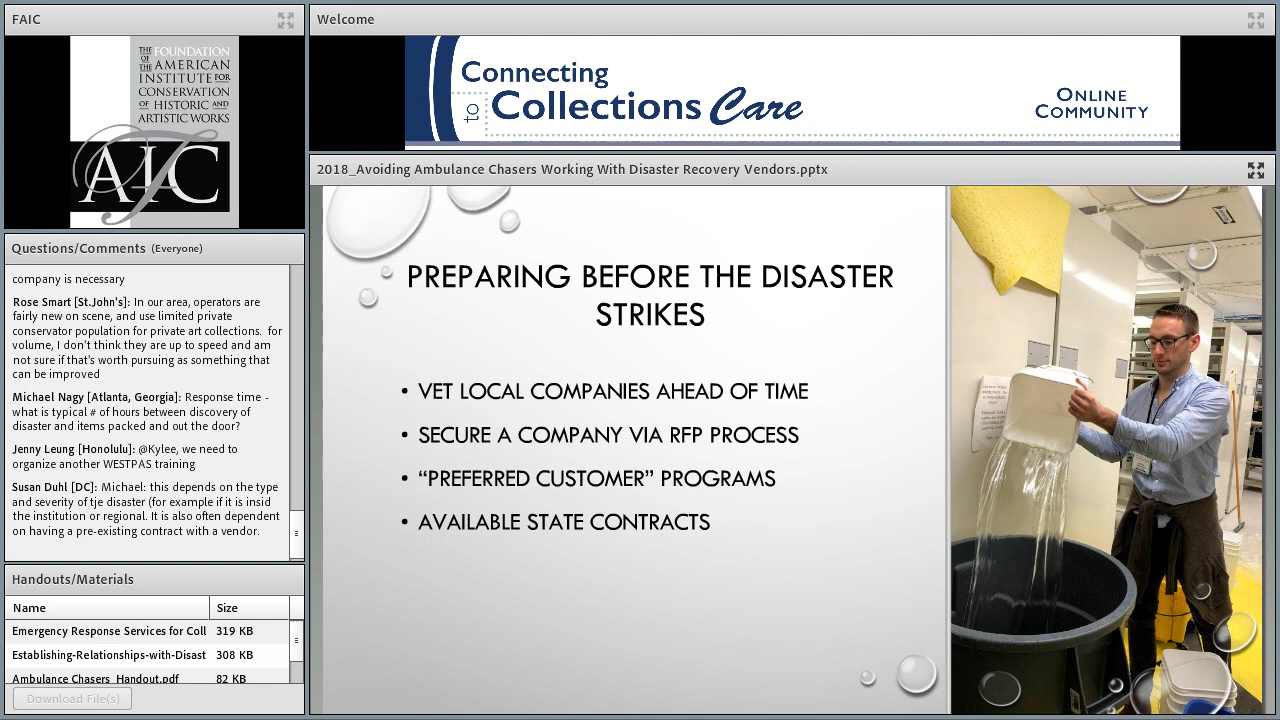 FAIC
THE FOUNDATION
OF THE AMERICAN
INSTITUTE FOR
CONSERVATION
OF HISTORIC AND
ARTISTIC WORKS
AIC
Questions/Comments (Everyone)
company is necessary
Rose Smart [St.John's]: In our area, operators are
fairly new on scene, and use limited private
conservator population for private art collections. for
volume, I don't think they are up to speed and am
not sure if that's worth pursuing as something that
can be improved
Michael Nagy [Atlanta, Georgia]: Response time -
what is typical # of hours between discovery of
disaster and items packed and out the door?
Jenny Leung [Honolulu]: @Kylee, we need to
organize another WESTPAS training
Susan Duhl [DC]: Michael: this depends on the type
and severity of tje disaster (for example if it is insid
the institution or regional. It is also often dependent
on having a pre-existing contract with a vendor.
Handouts/Materials
Name Size
Emergency Response Services for Coll 319 KB
Establishing-Relationships-with-Disast 308 KB
Ambulance Chasers_Handout.pdf 82 KB
Download File(s)
Welcome
Connecting
to Collections Care
ONLINE
COMMUNITY
2018_Avoiding Ambulance Chasers Working With Disaster Recovery Vendors.pptx
PREPARING BEFORE THE DISASTER
STRIKES
• VET LOCAL COMPANIES AHEAD OF TIME
• SECURE A COMPANY VIA RFP PROCESS
• “PREFERRED CUSTOMER” PROGRAMS
• AVAILABLE STATE CONTRACTS